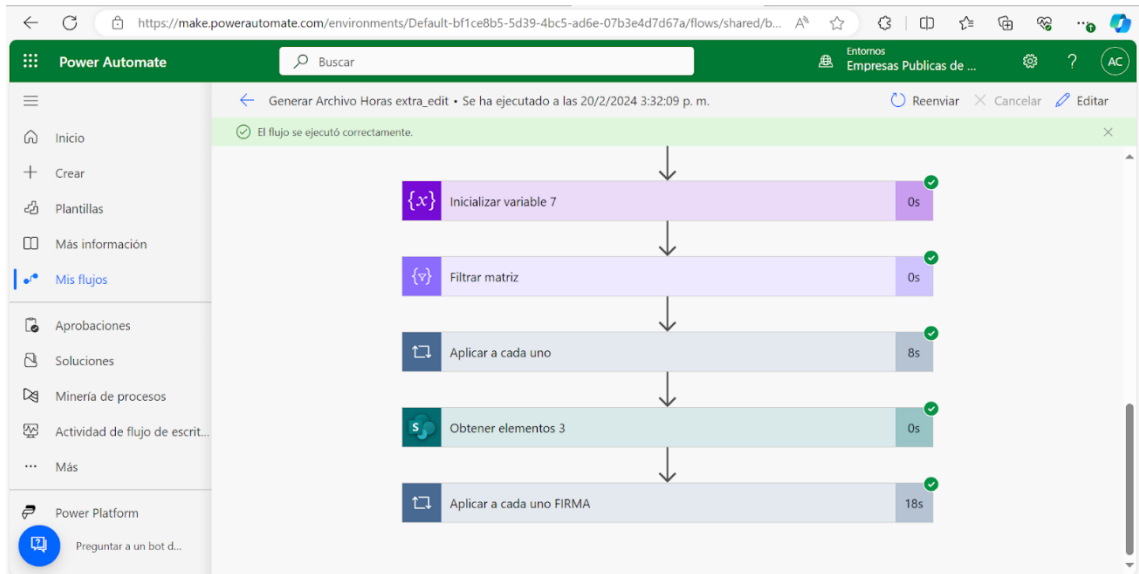 https://make.powerautomate.com/environments/Default-bf1ce8b5-5d39-4bc5-ad6e-07b3e4d7d67a/flows/shared/b...
Power Automate
Buscar
Entornos
Empresas Publicas de ...
AC
Generar Archivo Horas extra_edit • Se ha ejecutado a las 20/2/2024 3:32:09 p. m.
Reenviar
Cancelar
Editar
El flujo se ejecutó correctamente.
Inicio
Crear
Plantillas
Más información
Mis flujos
Aprobaciones
Soluciones
Minería de procesos
Actividad de flujo de escrit...
Más
Power Platform
Preguntar a un bot d...
Inicializar variable 7
0s
Filtrar matriz
0s
Aplicar a cada uno
8s
Obtener elementos 3
0s
Aplicar a cada uno FIRMA
18s